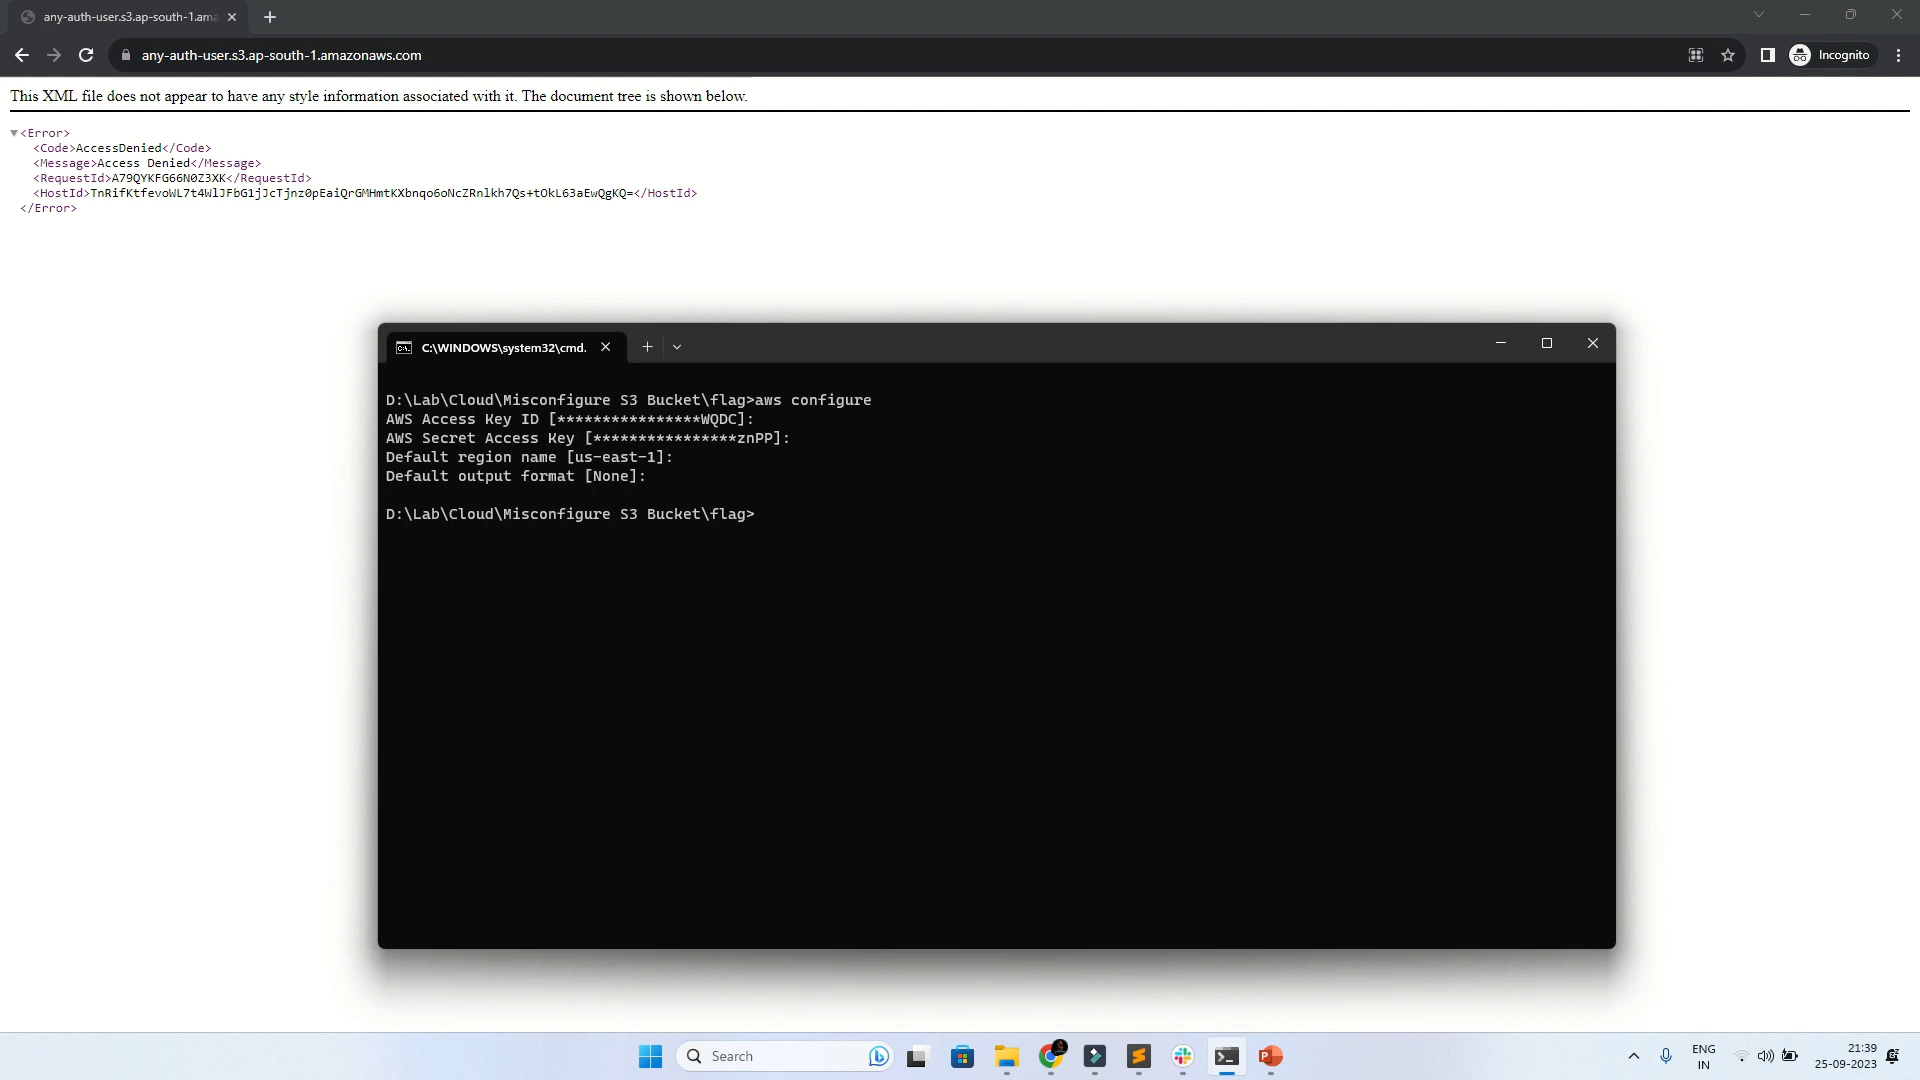 any-auth-user.s3.ap-south-1.ama
any-auth-user.s3.ap-south-1.amazonaws.com
Incognito
This XML file does not appear to have any style information associated with it. The document tree is shown below.
<Error>
<Code>AccessDenied</Code>
<Message>Access Denied</Message>
<RequestId>A79QYKFG66N0Z3XK</RequestId>
<HostId>TnRifKtfevoWL7t4WlJFbG1jJcTjnz0pEaiQrGMHmtKXbnqo6oNcZRnlkh7Qs+tOkL63aEwQgKQ=</HostId>
</Error>
C:\WINDOWS\system32\cmd.
D:\Lab\Cloud\Misconfigure S3 Bucket\flag>aws configure
AWS Access Key ID [****************WQDC]:
AWS Secret Access Key [****************znPP]:
Default region name [us-east-1]:
Default output format [None]:
D:\Lab\Cloud\Misconfigure S3 Bucket\flag>
Search
ENG
IN
21:39
25-09-2023